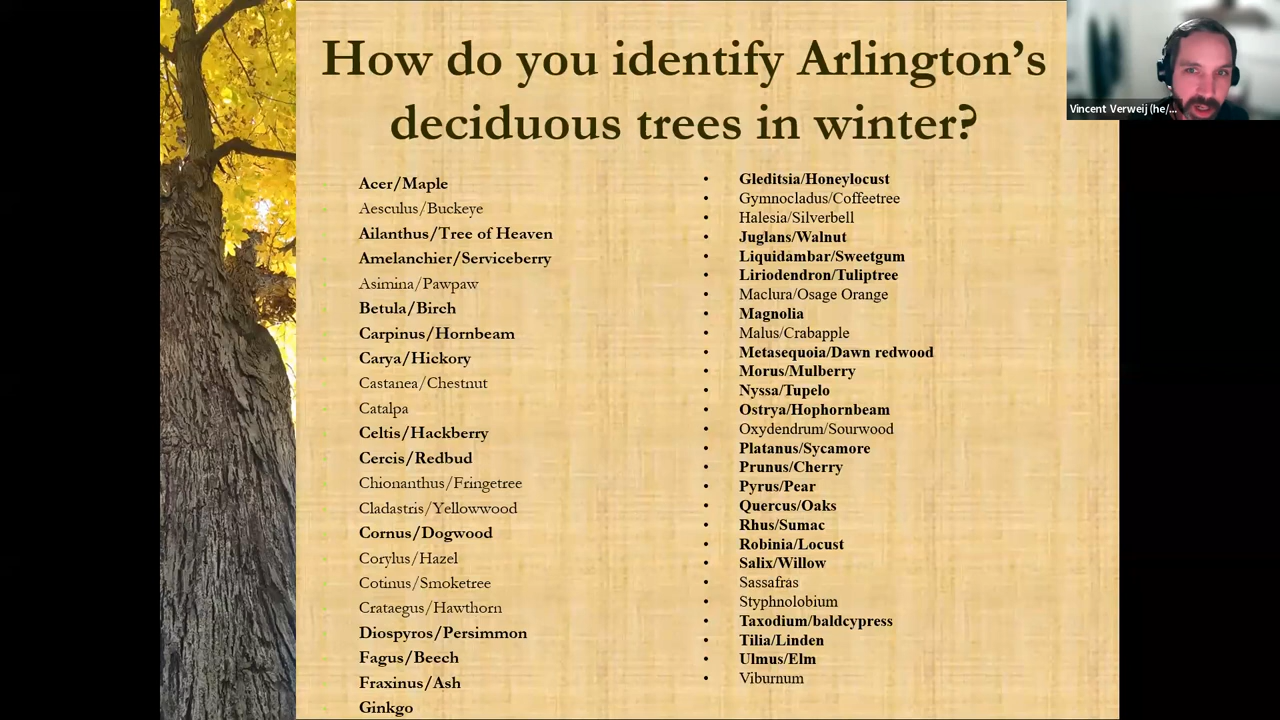 How do you identify Arlington's
deciduous trees in winter?
Vincent Verweij (he/...
Acer/Maple
Aesculus/Buckeye
Ailanthus/Tree of Heaven
Amelanchier/Serviceberry
Asimina/Pawpaw
Betula/Birch
Carpinus/Hornbeam
Carya/Hickory
Castanea/Chestnut
Catalpa
Celtis/Hackberry
Cercis/Redbud
Chionanthus/Fringetree
Cladastris/Yellowwood
Cornus/Dogwood
Corylus/Hazel
Cotinus/Smoketree
Crataegus/Hawthorn
Diospyros/Persimmon
Fagus/Beech
Fraxinus/Ash
Ginkgo
• Gleditsia/Honeylocust
• Gymnocladus/Coffeetree
• Halesia/Silverbell
• Juglans/Walnut
• Liquidambar/Sweetgum
• Liriodendron/Tuliptree
• Maclura/Osage Orange
• Magnolia
• Malus/Crabapple
• Metasequoia/Dawn redwood
• Morus/Mulberry
• Nyssa/Tupelo
• Ostrya/Hophornbeam
• Oxydendrum/Sourwood
• Platanus/Sycamore
• Prunus/Cherry
• Pyrus/Pear
• Quercus/Oaks
• Rhus/Sumac
• Robinia/Locust
• Salix/Willow
• Sassafras
• Styphnolobium
• Taxodium/baldcypress
• Tilia/Linden
• Ulmus/Elm
• Viburnum